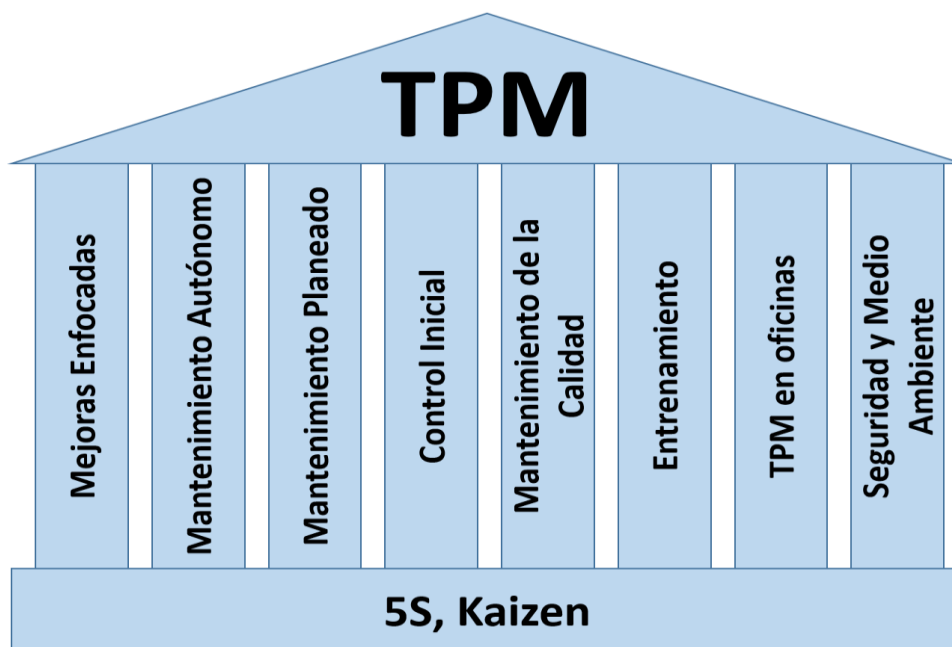 TPM
Mejoras Enfocadas
Mantenimiento Autónomo
Mantenimiento Planeado
Control Inicial
Mantenimiento de la
Calidad
Entrenamiento
TPM en oficinas
Seguridad y Medio
Ambiente
5S, Kaizen